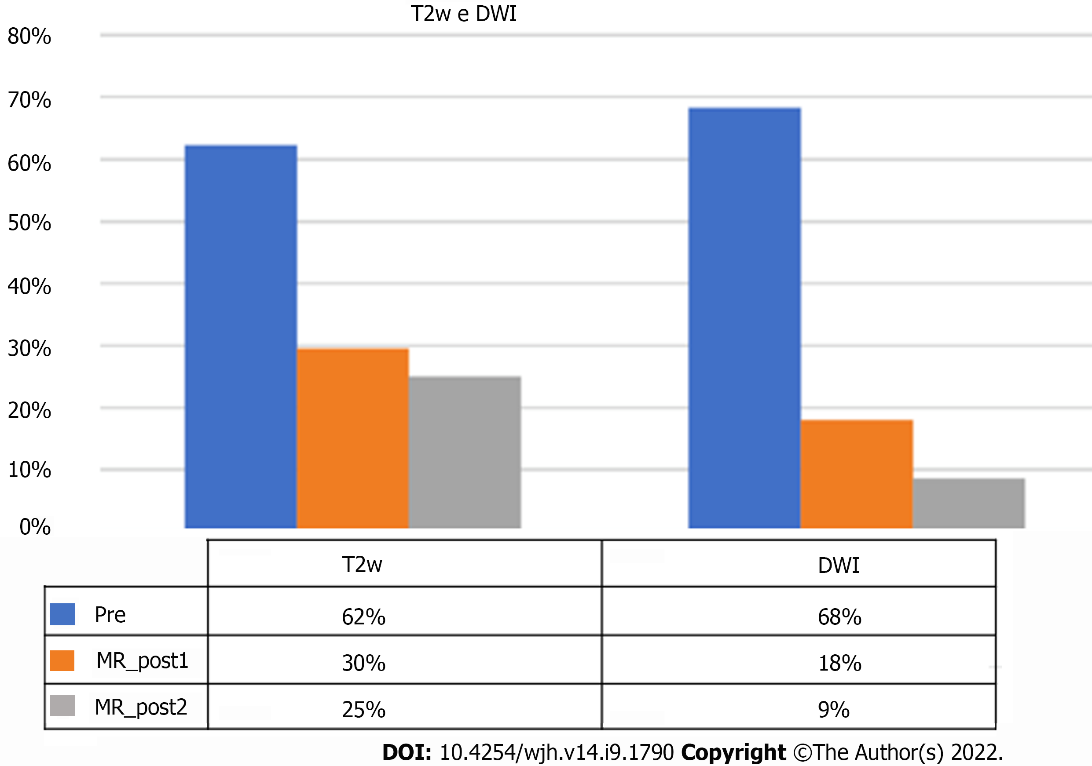 T2w e DWI
80%
70%
60%
50%
40%
30%
20%
10%
0%
T2w DWI
Pre 62% 68%
MR_post1 30% 18%
MR_post2 25% 9%
DOI: 10.4254/wjh.v14.i9.1790 Copyright ©The Author(s) 2022.